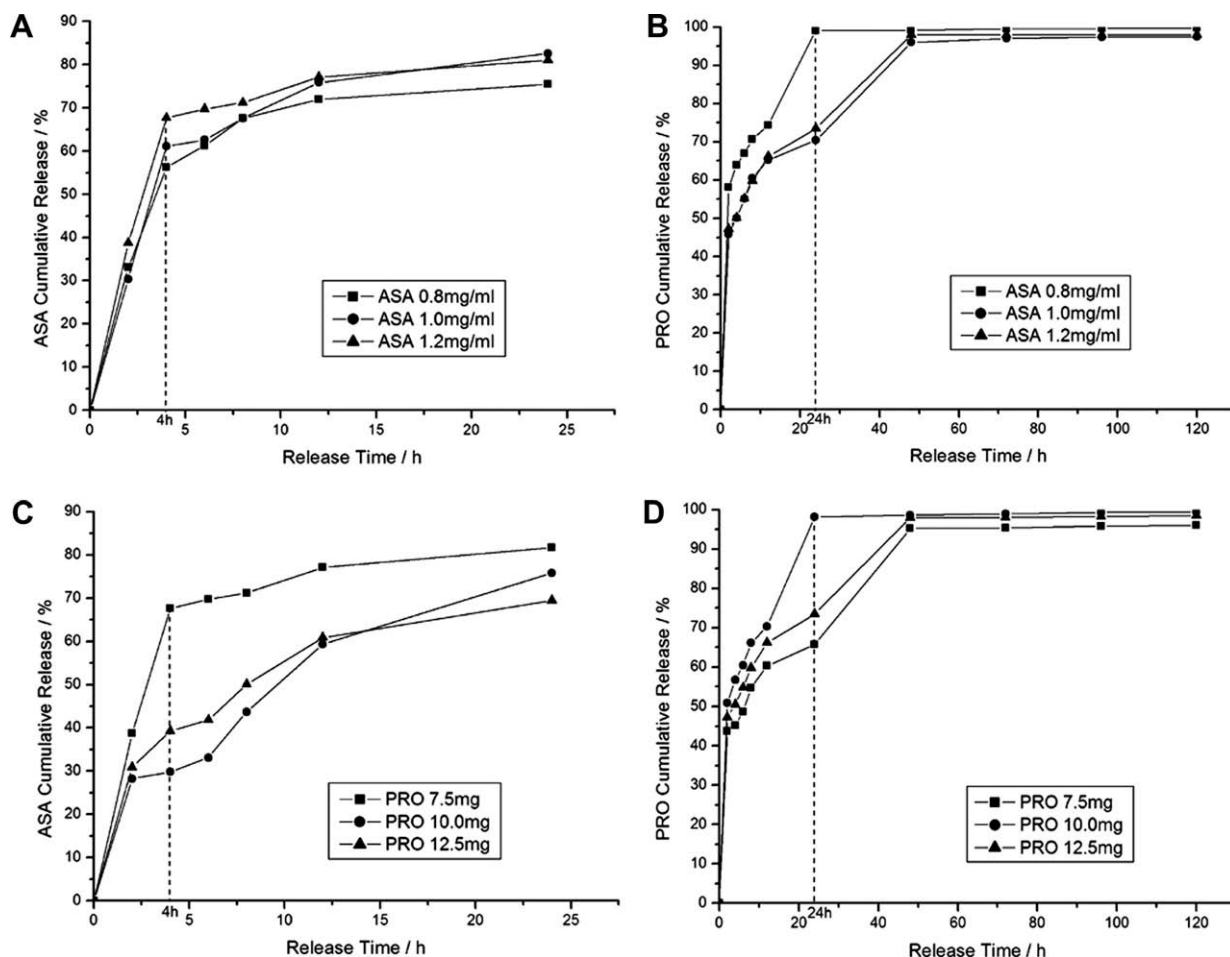 A
90
80
70
60
50
40
30
20
10
0
ASA Cumulative Release / %
0 4h 5 10 15 20 25
Release Time / h
ASA 0.8mg/ml
ASA 1.0mg/ml
ASA 1.2mg/ml
B
100
90
80
70
60
50
40
30
20
10
0
PRO Cumulative Release / %
0 20 24h 40 60 80 100 120
Release Time / h
ASA 0.8mg/ml
ASA 1.0mg/ml
ASA 1.2mg/ml
C
90
80
70
60
50
40
30
20
10
0
ASA Cumulative Release / %
0 4h 5 10 15 20 25
Release Time / h
PRO 7.5mg
PRO 10.0mg
PRO 12.5mg
D
100
90
80
70
60
50
40
30
20
10
0
PRO Cumulative Release / %
0 20 24h 40 60 80 100 120
Release Time / h
PRO 7.5mg
PRO 10.0mg
PRO 12.5mg